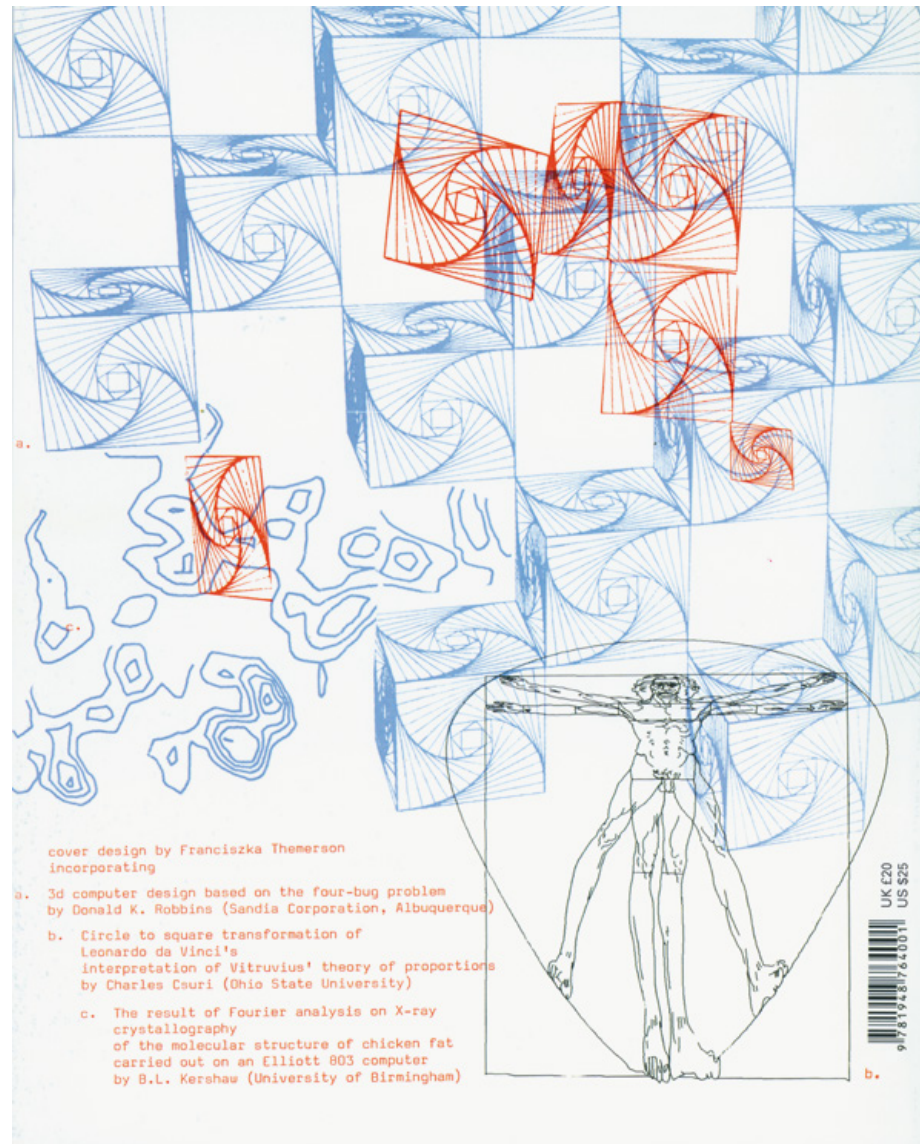 a.
c.
cover design by Franciszka Themerson
incorporating
a. 3d computer design based on the four-bug problem
by Donald K. Robbins (Sandia Corporation, Albuquerque)
b. Circle to square transformation of
Leonardo da Vinci's
interpretation of Vitruvius' theory of proportions
by Charles Csuri (Ohio State University)
c. The result of Fourier analysis on X-ray
crystallography
of the molecular structure of chicken fat
carried out on an Elliott 803 computer
by B.L. Kershaw (University of Birmingham)
b.
UK £20
US $25
9 781948 764001